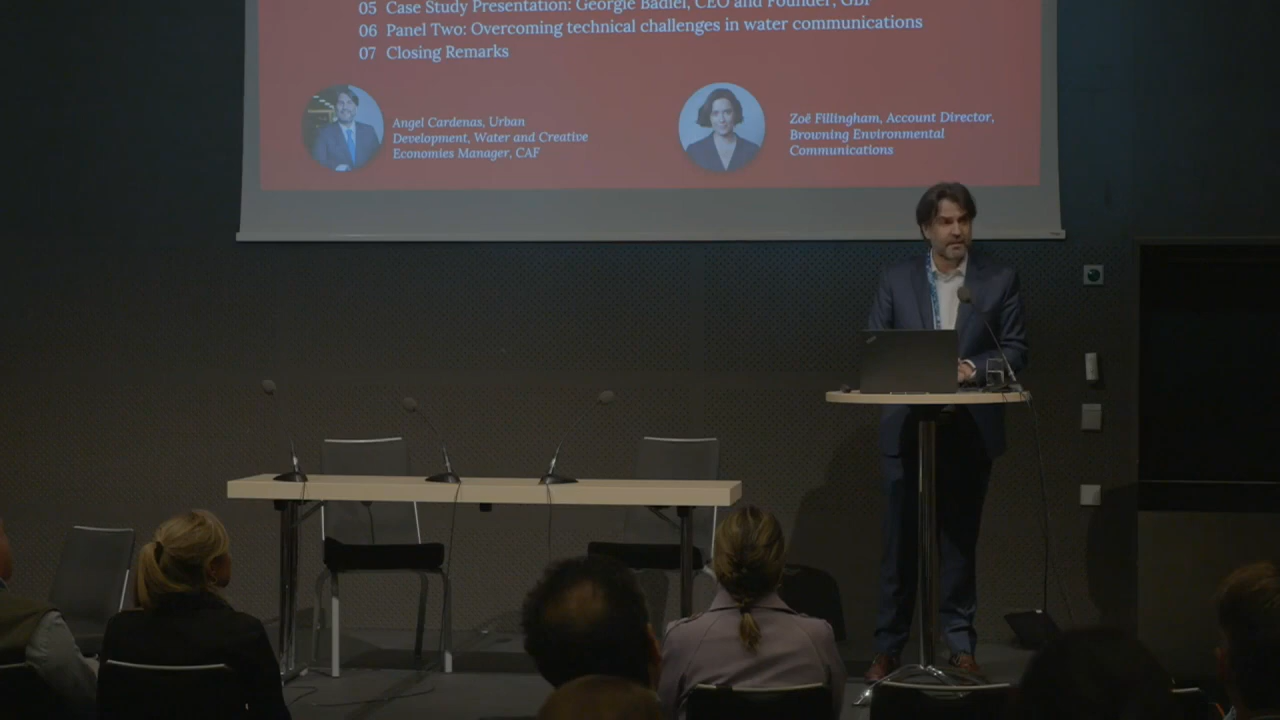 05 Case Study Presentation: Georgie Badiel, CEO and Founder, GBF
06 Panel Two: Overcoming technical challenges in water communications
07 Closing Remarks
Angel Cardenas, Urban
Development, Water and Creative
Economies Manager, CAF
Zoë Fillingham, Account Director,
Browning Environmental
Communications